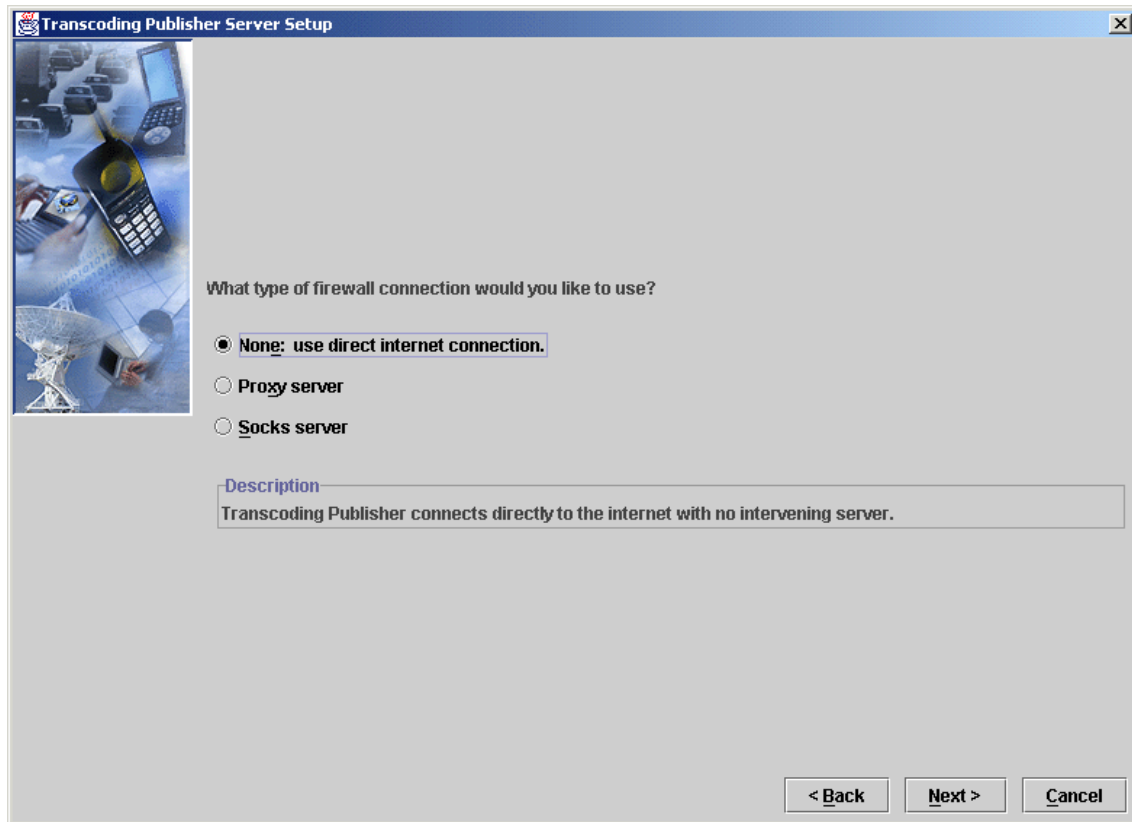 Transcoding Publisher Server Setup
What type of firewall connection would you like to use?
None: use direct internet connection.
Proxy server
Socks server
Description
Transcoding Publisher connects directly to the internet with no intervening server.
< Back Next > Cancel